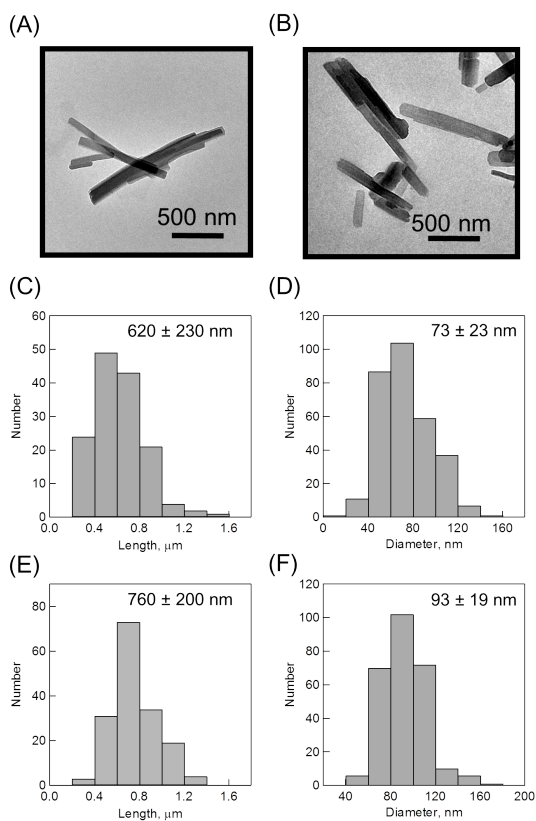 (A)
(B)
500 nm
500 nm
(C)
(D)
60
50
40
30
20
10
0
Number
620 ± 230 nm
0.0 0.4 0.8 1.2 1.6
Length, μm
120
100
80
60
40
20
0
Number
73 ± 23 nm
0 40 80 120 160
Diameter, nm
(E)
(F)
80
60
40
20
0
Number
760 ± 200 nm
0.0 0.4 0.8 1.2 1.6
Length, μm
120
100
80
60
40
20
0
Number
93 ± 19 nm
40 80 120 160 200
Diameter, nm